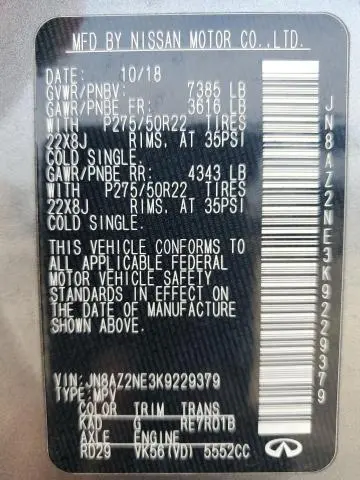 MFD BY NISSAN MOTOR CO.,LTD.
DATE: 10/18
GVWR/PNBV: 7385 LB
GAWR/PNBE FR: 3616 LB
WITH P275/50R22 TIRES
22X8J RIMS, AT 35PSI
COLD SINGLE.
GAWR/PNBE RR: 4343 LB
WITH P275/50R22 TIRES
22X8J RIMS, AT 35PSI
COLD SINGLE.
THIS VEHICLE CONFORMS TO
ALL APPLICABLE FEDERAL
MOTOR VEHICLE SAFETY
STANDARDS IN EFFECT ON
THE DATE OF MANUFACTURE
SHOWN ABOVE.
VIN: JN8AZ2NE3K9229379
TYPE: MPV
COLOR TRIM TRANS
KAD G RE7R01B
AXLE ENGINE
RD29 VK56(VD) 5552CC
JN8AZ2NE3K9229379
INFINITI